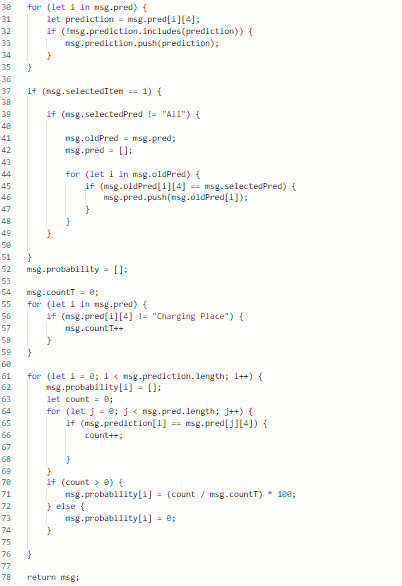 30 for (let i in msg.pred) {
31     let prediction = msg.pred[i][4];
32     if (!msg.prediction.includes(prediction)) {
33         msg.prediction.push(prediction);
34     }
35 }
36
37 if (msg.selectedItem == 1) {
38
39     if (msg.selectedPred != "All") {
40
41         msg.oldPred = msg.pred;
42         msg.pred = [];
43
44         for (let i in msg.oldPred) {
45             if (msg.oldPred[i][4] == msg.selectedPred) {
46                 msg.pred.push(msg.oldPred[i]);
47             }
48         }
49     }
50
51 }
52 msg.probability = [];
53
54 msg.countT = 0;
55 for (let i in msg.pred) {
56     if (msg.pred[i][4] != "Charging Place") {
57         msg.countT++
58     }
59 }
60
61 for (let i = 0; i < msg.prediction.length; i++) {
62     msg.probability[i] = [];
63     let count = 0;
64     for (let j = 0; j < msg.pred.length; j++) {
65         if (msg.prediction[i] == msg.pred[j][4]) {
66             count++;
67
68         }
69     }
70     if (count > 0) {
71         msg.probability[i] = (count / msg.countT) * 100;
72     } else {
73         msg.probability[i] = 0;
74     }
75
76 }
77
78 return msg;